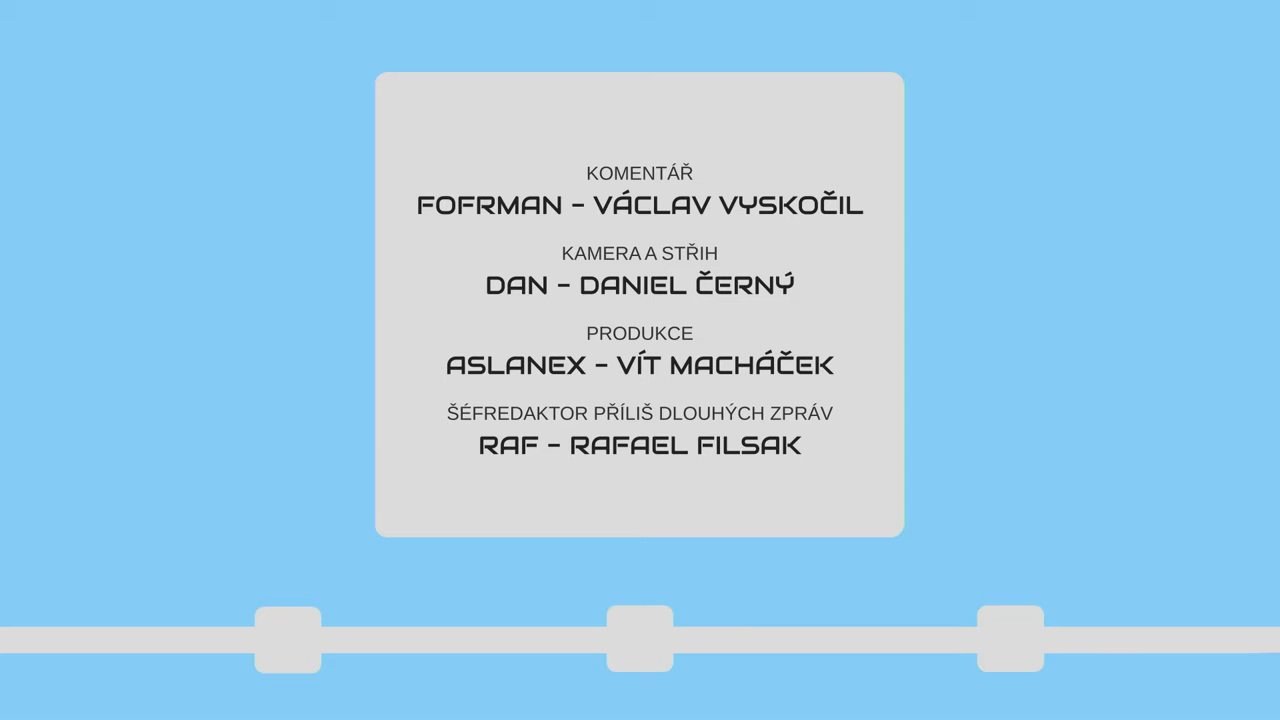 KOMENTÁŘ
FOFRMAN - VÁCLAV VYSKOČIL
KAMERA A STŘIH
DAN - DANIEL ČERNÝ
PRODUKCE
ASLANEX - VÍT MACHÁČEK
ŠÉFREDAKTOR PŘÍLIŠ DLOUHÝCH ZPRÁV
RAF - RAFAEL FILSAK